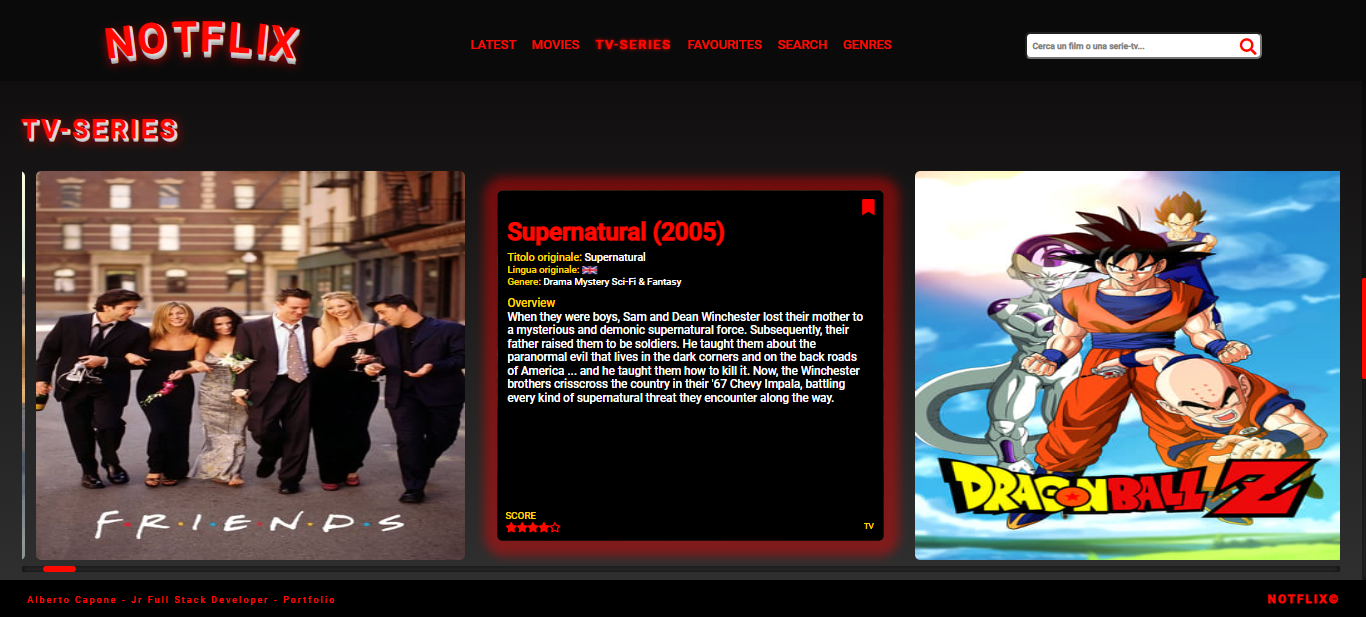 NOTFLIX
LATEST MOVIES TV-SERIES FAVOURITES SEARCH GENRES
Cerca un film o una serie-tv...
TV-SERIES
F·R·I·E·N·D·S
Supernatural (2005)
Titolo originale: Supernatural
Lingua originale:
Genere: Drama Mystery Sci-Fi & Fantasy
Overview
When they were boys, Sam and Dean Winchester lost their mother to
a mysterious and demonic supernatural force. Subsequently, their
father raised them to be soldiers. He taught them about the
paranormal evil that lives in the dark corners and on the back roads
of America ... and he taught them how to kill it. Now, the Winchester
brothers crisscross the country in their '67 Chevy Impala, battling
every kind of supernatural threat they encounter along the way.
SCORE
TV
DRAGONBALL Z
Alberto Capone - Jr Full Stack Developer - Portfolio
NOTFLIX©